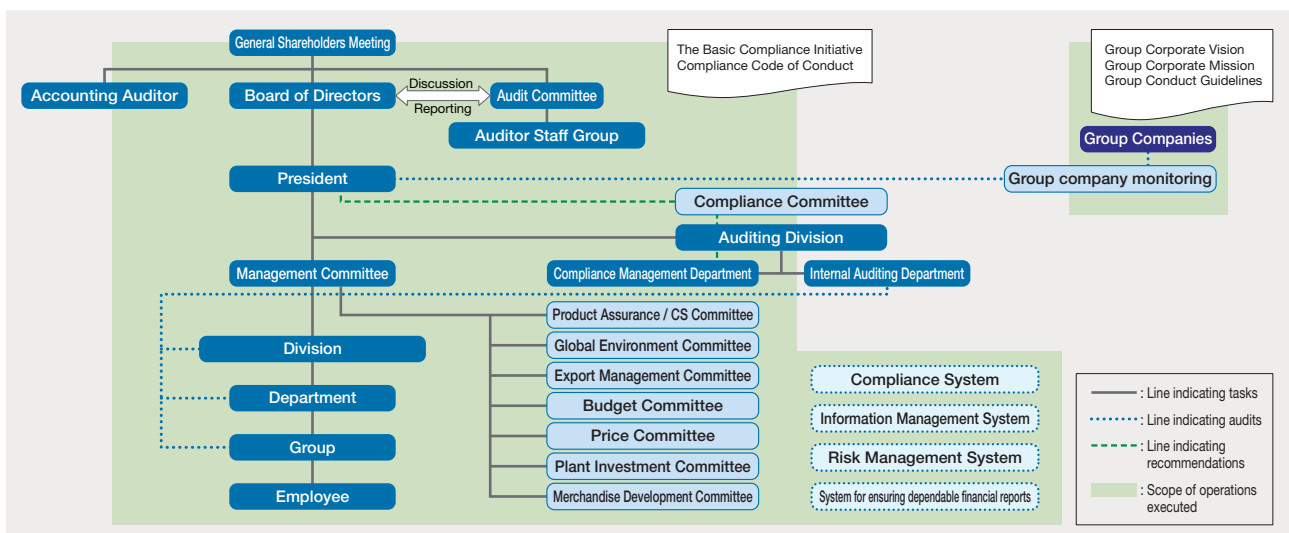 General Shareholders Meeting
The Basic Compliance Initiative
Compliance Code of Conduct
Group Corporate Vision
Group Corporate Mission
Group Conduct Guidelines
Accounting Auditor
Board of Directors
Discussion
Reporting
Audit Committee
Auditor Staff Group
Group Companies
President
Group company monitoring
Compliance Committee
Auditing Division
Management Committee
Compliance Management Department
Internal Auditing Department
Product Assurance / CS Committee
Global Environment Committee
Export Management Committee
Budget Committee
Price Committee
Plant Investment Committee
Merchandise Development Committee
Division
Department
Group
Employee
Compliance System
Information Management System
Risk Management System
System for ensuring dependable financial reports
: Line indicating tasks
: Line indicating audits
: Line indicating
recommendations
: Scope of operations
executed